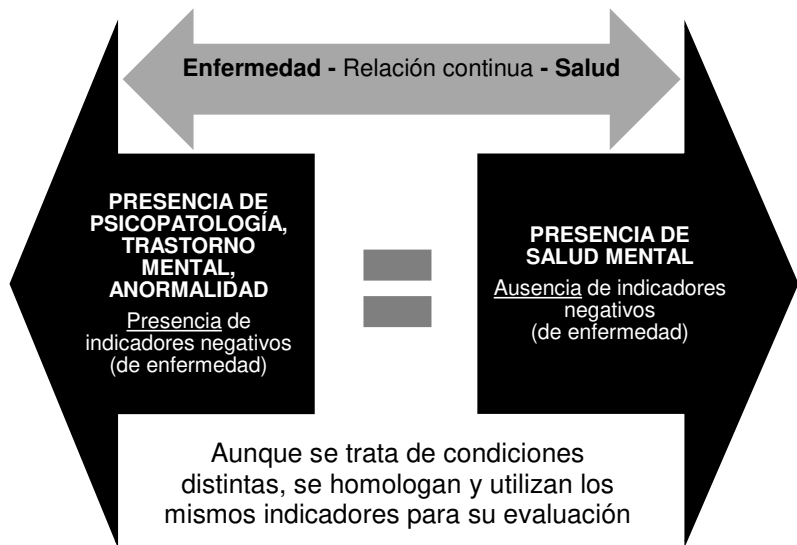 Enfermedad - Relación continua - Salud
PRESENCIA DE
PSICOPATOLOGÍA,
TRASTORNO
MENTAL,
ANORMALIDAD
Presencia de
indicadores negativos
(de enfermedad)
PRESENCIA DE
SALUD MENTAL
Ausencia de indicadores
negativos
(de enfermedad)
Aunque se trata de condiciones
distintas, se homologan y utilizan los
mismos indicadores para su evaluación